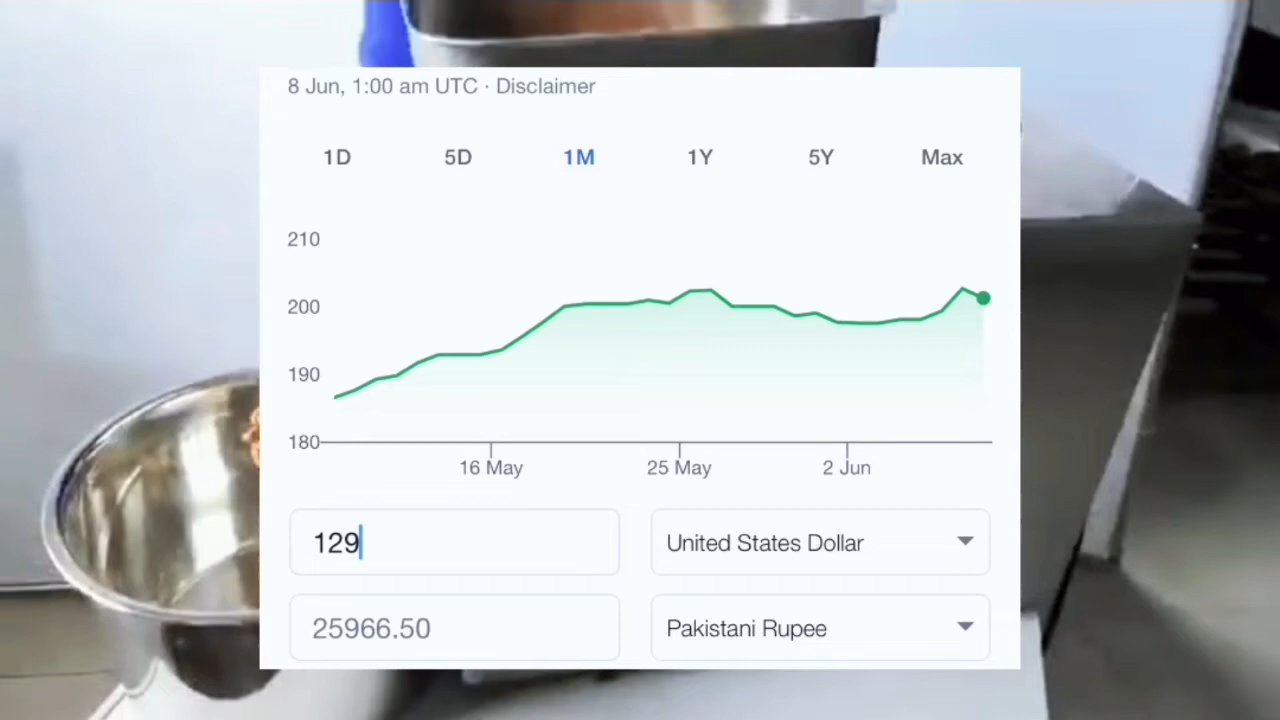 8 Jun, 1:00 am UTC · Disclaimer
1D 5D 1M 1Y 5Y Max
210
200
190
180
16 May 25 May 2 Jun
129 United States Dollar
25966.50 Pakistani Rupee